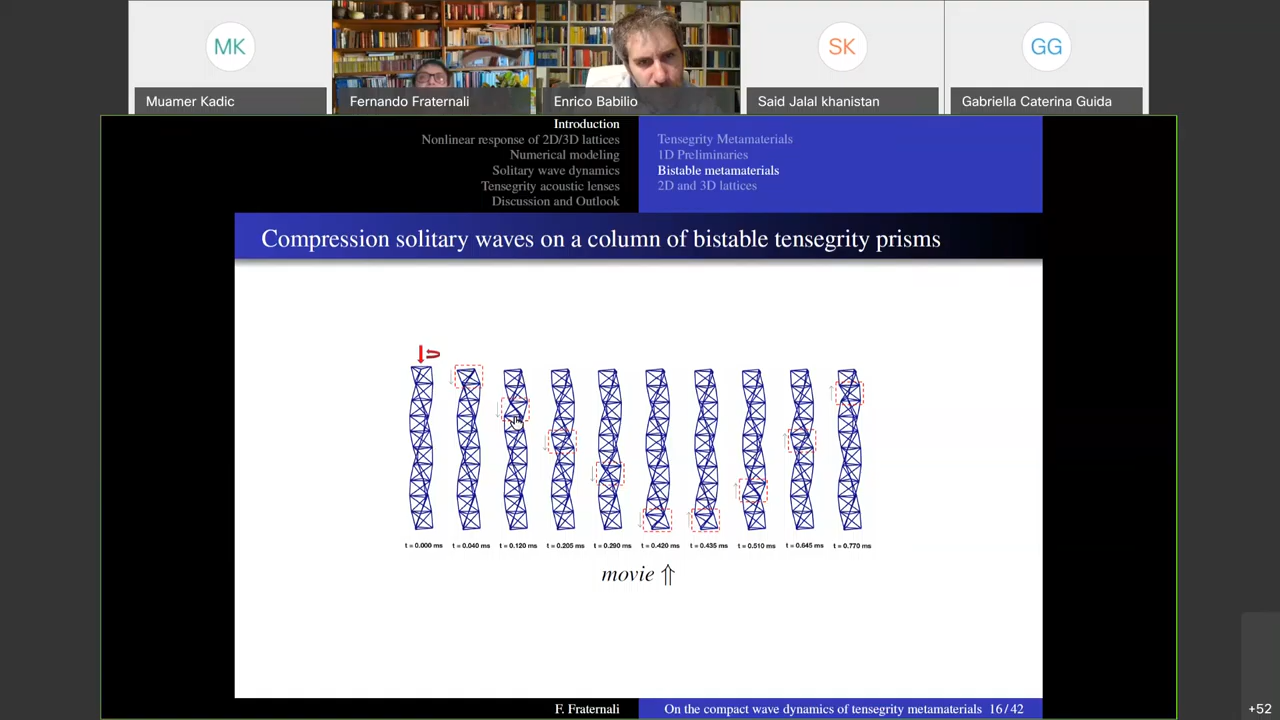 MK
SK
GG
Muamer Kadic
Fernando Fraternali
Enrico Babilio
Said Jalal khanistan
Gabriella Caterina Guida
Introduction
Nonlinear response of 2D/3D lattices
Numerical modeling
Solitary wave dynamics
Tensegrity acoustic lenses
Discussion and Outlook
Tensegrity Metamaterials
1D Preliminaries
Bistable metamaterials
2D and 3D lattices
Compression solitary waves on a column of bistable tensegrity prisms
t = 0.000 ms t = 0.040 ms t = 0.120 ms t = 0.205 ms t = 0.290 ms t = 0.420 ms t = 0.435 ms t = 0.510 ms t = 0.645 ms t = 0.770 ms
movie ⇑
F. Fraternali
On the compact wave dynamics of tensegrity metamaterials 16 / 42
+52